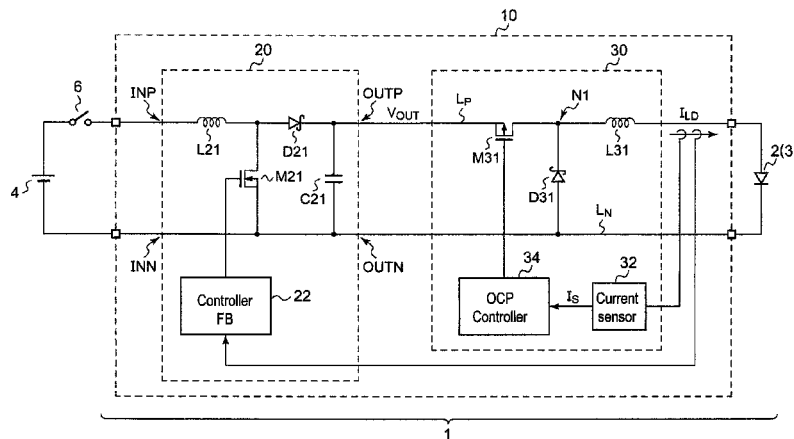 10
20
30
6
INP
OUTP
VOUT
LP
N1
ILD
L21
D21
M31
L31
2(3
4
M21
C21
D31
LN
INN
OUTN
34
32
Controller
FB
22
OCP
Controller
IS
Current
sensor
1